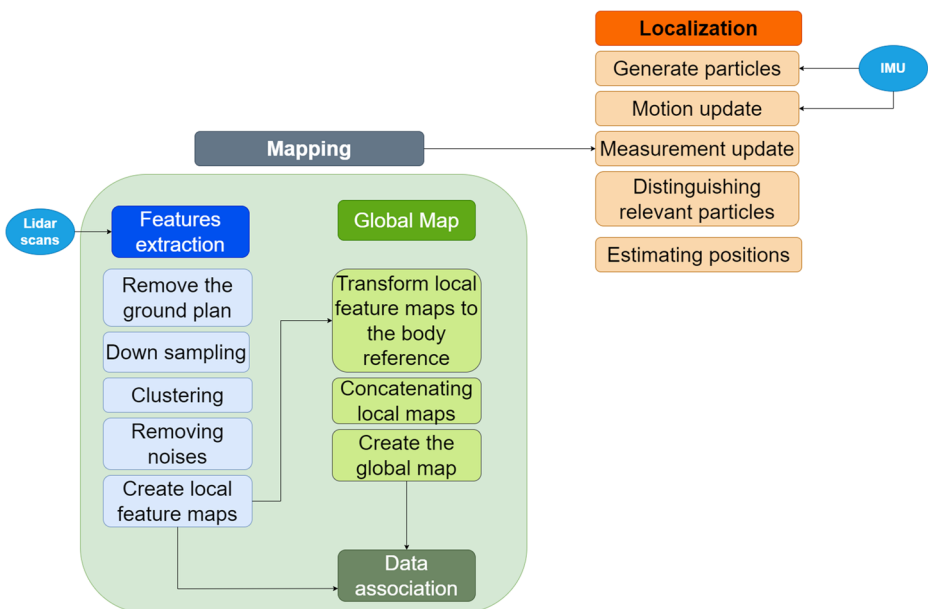 Localization
Generate particles
IMU
Motion update
Mapping
Measurement update
Distinguishing
relevant particles
Estimating positions
Lidar
scans
Features
extraction
Remove the
ground plan
Down sampling
Clustering
Removing
noises
Create local
feature maps
Global Map
Transform local
feature maps to
the body
reference
Concatenating
local maps
Create the
global map
Data
association